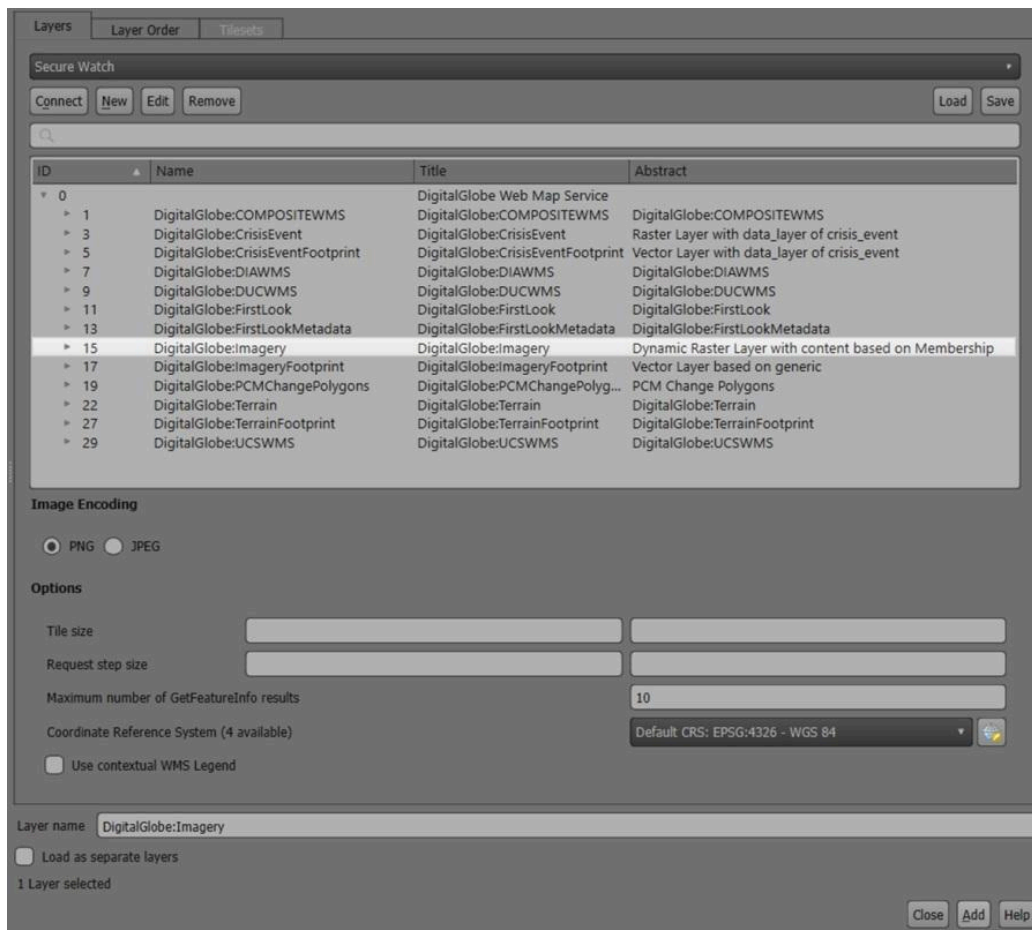 Layers Layer Order Tilesets
Secure Watch
Connect New Edit Remove Load Save
ID Name Title Abstract
0 DigitalGlobe Web Map Service
1 DigitalGlobe:COMPOSITEWMS DigitalGlobe:COMPOSITEWMS DigitalGlobe:COMPOSITEWMS
3 DigitalGlobe:CrisisEvent DigitalGlobe:CrisisEvent Raster Layer with data_layer of crisis_event
5 DigitalGlobe:CrisisEventFootprint DigitalGlobe:CrisisEventFootprint Vector Layer with data_layer of crisis_event
7 DigitalGlobe:DIAWMS DigitalGlobe:DIAWMS DigitalGlobe:DIAWMS
9 DigitalGlobe:DUCWMS DigitalGlobe:DUCWMS DigitalGlobe:DUCWMS
11 DigitalGlobe:FirstLook DigitalGlobe:FirstLook DigitalGlobe:FirstLook
13 DigitalGlobe:FirstLookMetadata DigitalGlobe:FirstLookMetadata DigitalGlobe:FirstLookMetadata
15 DigitalGlobe:Imagery DigitalGlobe:Imagery Dynamic Raster Layer with content based on Membership
17 DigitalGlobe:ImageryFootprint DigitalGlobe:ImageryFootprint Vector Layer based on generic
19 DigitalGlobe:PCMChangePolygons DigitalGlobe:PCMChangePolyg... PCM Change Polygons
22 DigitalGlobe:Terrain DigitalGlobe:Terrain DigitalGlobe:Terrain
27 DigitalGlobe:TerrainFootprint DigitalGlobe:TerrainFootprint DigitalGlobe:TerrainFootprint
29 DigitalGlobe:UCSWMS DigitalGlobe:UCSWMS DigitalGlobe:UCSWMS
Image Encoding
PNG JPEG
Options
Tile size
Request step size
Maximum number of GetFeatureInfo results 10
Coordinate Reference System (4 available) Default CRS: EPSG:4326 - WGS 84
Use contextual WMS Legend
Layer name DigitalGlobe:Imagery
Load as separate layers
1 Layer selected
Close Add Help